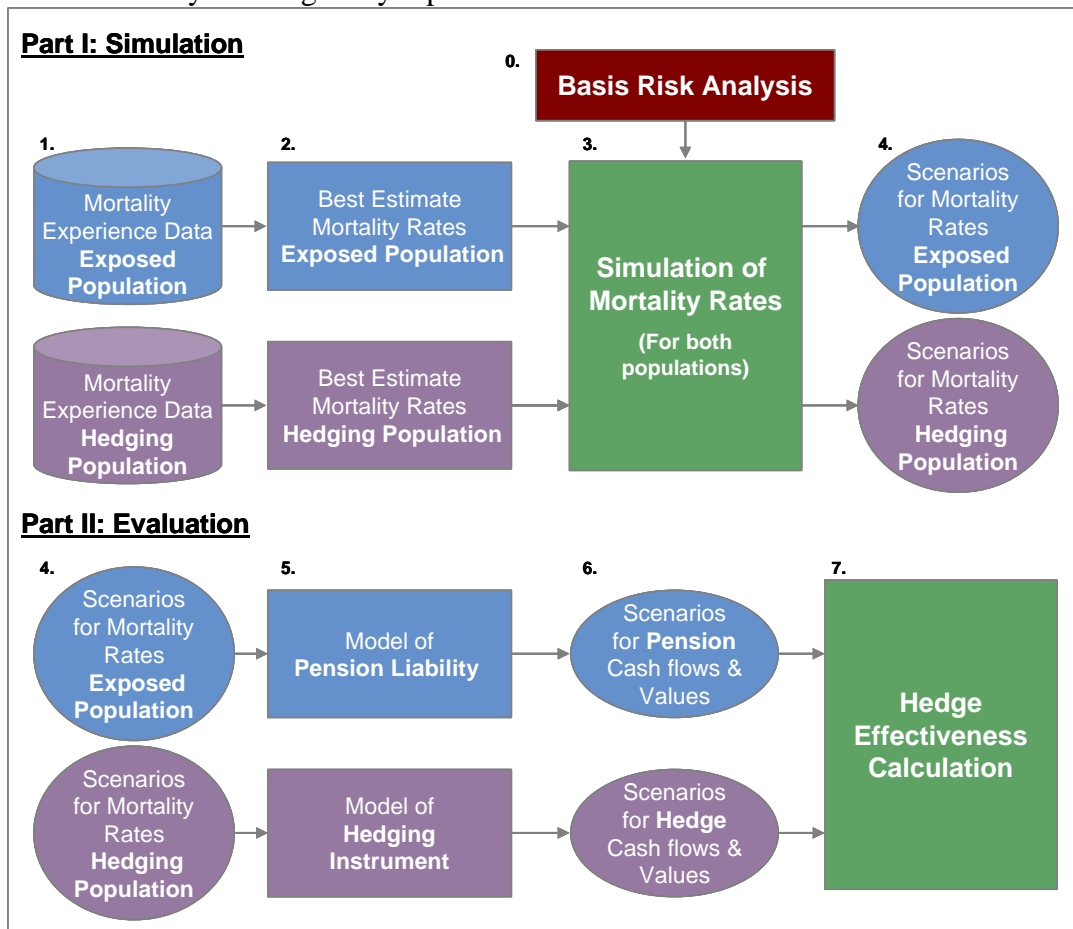 Part I: Simulation
0.
Basis Risk Analysis
1.
Mortality
Experience Data
Exposed
Population
2.
Best Estimate
Mortality Rates
Exposed Population
3.
Simulation of
Mortality Rates
(For both
populations)
4.
Scenarios
for Mortality
Rates
Exposed
Population
Mortality
Experience Data
Hedging
Population
Best Estimate
Mortality Rates
Hedging Population
Scenarios
for Mortality
Rates
Hedging
Population
Part II: Evaluation
4.
Scenarios
for Mortality
Rates
Exposed
Population
5.
Model of
Pension Liability
6.
Scenarios
for Pension
Cash flows &
Values
7.
Hedge
Effectiveness
Calculation
Scenarios
for Mortality
Rates
Hedging
Population
Model of
Hedging
Instrument
Scenarios
for Hedge
Cash flows &
Values